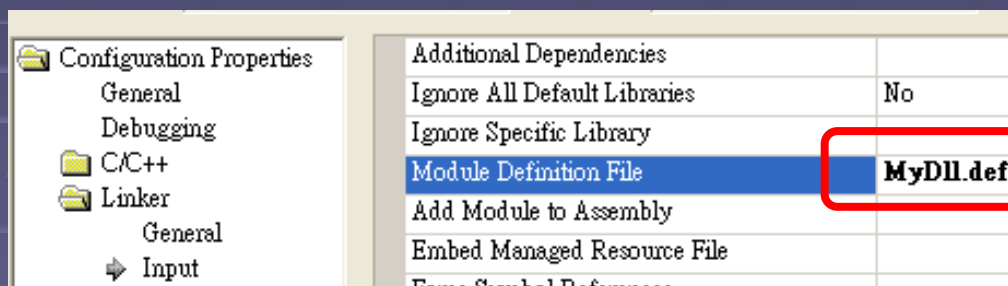 Configuration Properties
General
Debugging
C/C++
Linker
General
Input
Additional Dependencies
Ignore All Default Libraries No
Ignore Specific Library
Module Definition File MyDll.def
Add Module to Assembly
Embed Managed Resource File